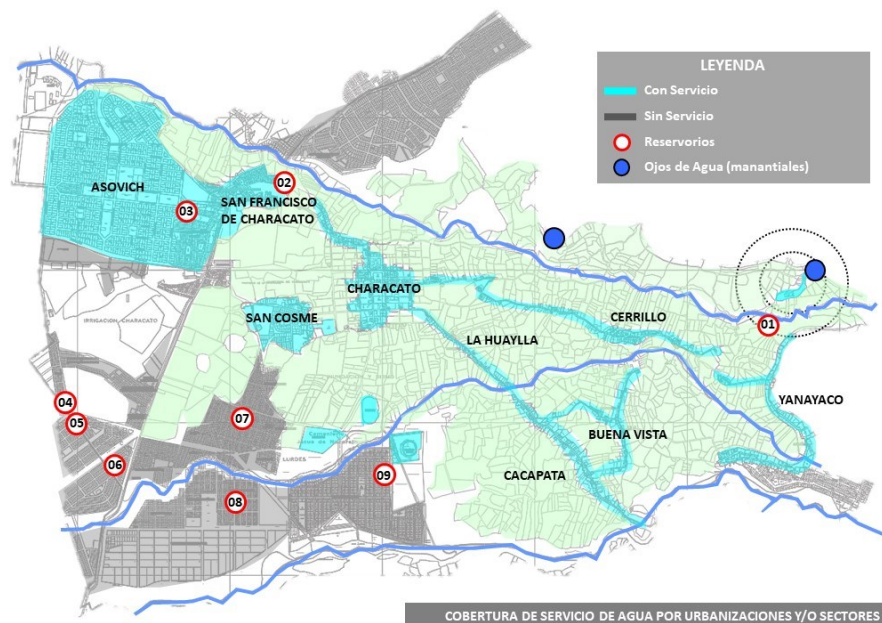 LEYENDA
Con Servicio
Sin Servicio
Reservorios
Ojos de Agua (manantiales)
ASOVICH
02
SAN FRANCISCO
DE CHARACATO
03
CHARACATO
SAN COSME
IRRIGACION CHARACATO
CERRILLO
01
LA HUAYLLA
YANAYACO
04
05
07
BUENA VISTA
06
LURDES
09
CACAPATA
08
COBERTURA DE SERVICIO DE AGUA POR URBANIZACIONES Y/O SECTORES